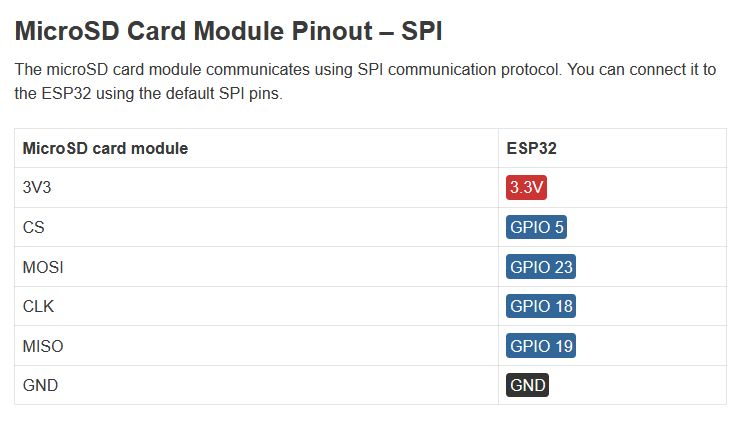 MicroSD Card Module Pinout – SPI
The microSD card module communicates using SPI communication protocol. You can connect it to
the ESP32 using the default SPI pins.
MicroSD card module ESP32
3V3 3.3V
CS GPIO 5
MOSI GPIO 23
CLK GPIO 18
MISO GPIO 19
GND GND